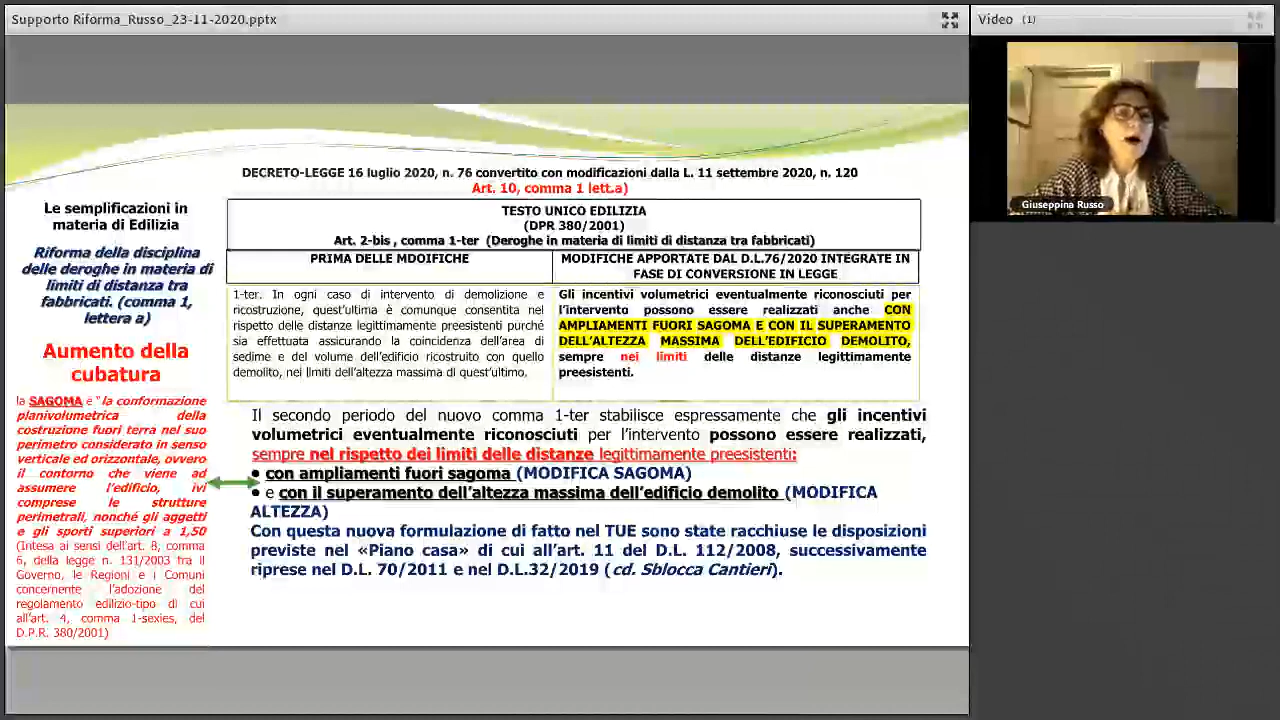 Supporto Riforma_Russo_23-11-2020.pptx
Video (1)
Giuseppina Russo
DECRETO-LEGGE 16 luglio 2020, n. 76 convertito con modificazioni dalla L. 11 settembre 2020, n. 120
Art. 10, comma 1 lett.a)
Le semplificazioni in
materia di Edilizia
Riforma della disciplina
delle deroghe in materia di
limiti di distanza tra
fabbricati. (comma 1,
lettera a)
Aumento della
cubatura
la SAGOMA è "la conformazione
planivolumetrica della
costruzione fuori terra nel suo
perimetro considerato in senso
verticale ed orizzontale, ovvero
il contorno che viene ad
assumere l'edificio, ivi
comprese le strutture
perimetrali, nonché gli aggetti
e gli sporti superiori a 1,50
(Intesa ai sensi dell'art. 8, comma
6, della legge n. 131/2003 tra il
Governo, le Regioni e i Comuni
concernente l'adozione del
regolamento edilizio-tipo di cui
all'art. 4, comma 1-sexies, del
D.P.R. 380/2001)
TESTO UNICO EDILIZIA
(DPR 380/2001)
Art. 2-bis , comma 1-ter (Deroghe in materia di limiti di distanza tra fabbricati)
PRIMA DELLE MDOIFICHE
MODIFICHE APPORTATE DAL D.L.76/2020 INTEGRATE IN
FASE DI CONVERSIONE IN LEGGE
1-ter. In ogni caso di intervento di demolizione e
ricostruzione, quest'ultima è comunque consentita nel
rispetto delle distanze legittimamente preesistenti purché
sia effettuata assicurando la coincidenza dell'area di
sedime e del volume dell'edificio ricostruito con quello
demolito, nei limiti dell'altezza massima di quest'ultimo.
Gli incentivi volumetrici eventualmente riconosciuti per
l'intervento possono essere realizzati anche CON
AMPLIAMENTI FUORI SAGOMA E CON IL SUPERAMENTO
DELL'ALTEZZA MASSIMA DELL'EDIFICIO DEMOLITO,
sempre nei limiti delle distanze legittimamente
preesistenti.
Il secondo periodo del nuovo comma 1-ter stabilisce espressamente che gli incentivi
volumetrici eventualmente riconosciuti per l'intervento possono essere realizzati,
sempre nel rispetto dei limiti delle distanze legittimamente preesistenti:
• con ampliamenti fuori sagoma (MODIFICA SAGOMA)
• e con il superamento dell'altezza massima dell'edificio demolito (MODIFICA
ALTEZZA)
Con questa nuova formulazione di fatto nel TUE sono state racchiuse le disposizioni
previste nel «Piano casa» di cui all'art. 11 del D.L. 112/2008, successivamente
riprese nel D.L. 70/2011 e nel D.L.32/2019 (cd. Sblocca Cantieri).